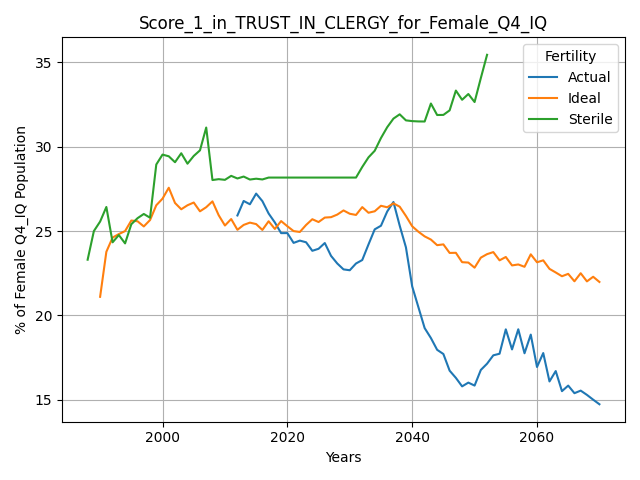 Score_1_in_TRUST_IN_CLERGY_for_Female_Q4_IQ
Fertility
Actual
Ideal
Sterile
% of Female Q4_IQ Population
35
30
25
20
15
2000
2020
2040
2060
Years